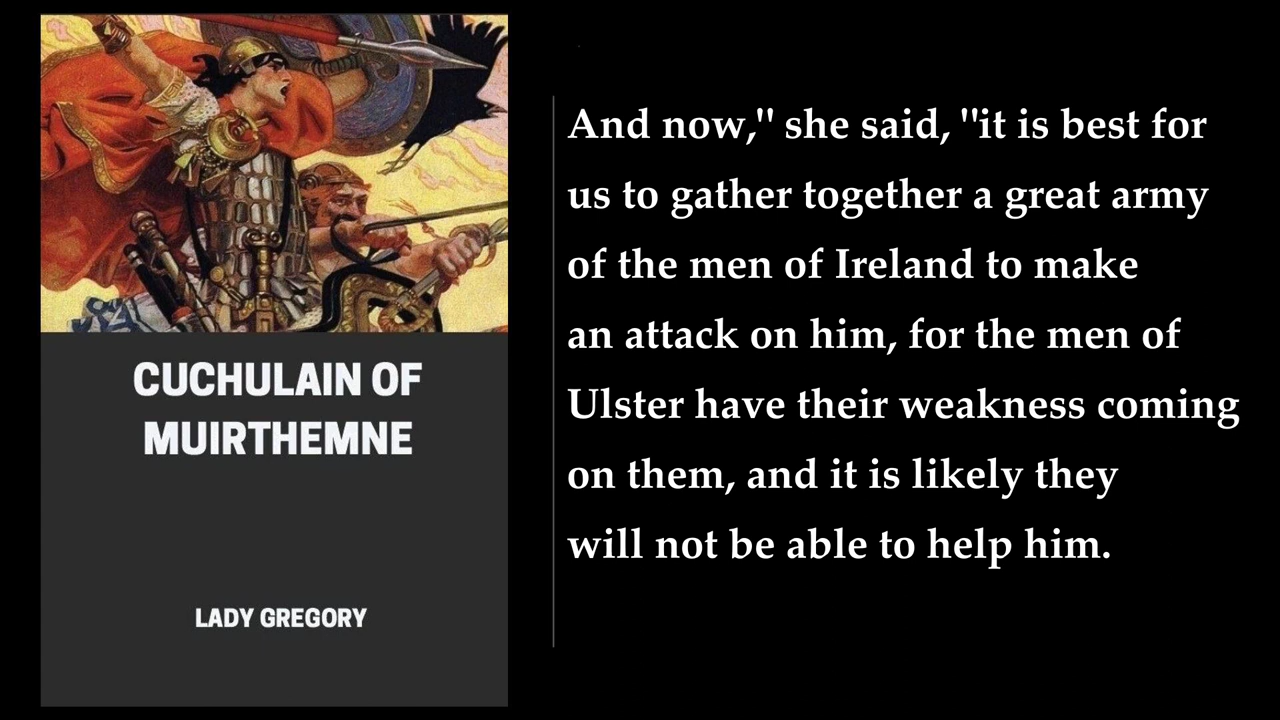 CUCHULAIN OF
MUIRTHEMNE
LADY GREGORY
And now," she said, "it is best for
us to gather together a great army
of the men of Ireland to make
an attack on him, for the men of
Ulster have their weakness coming
on them, and it is likely they
will not be able to help him.